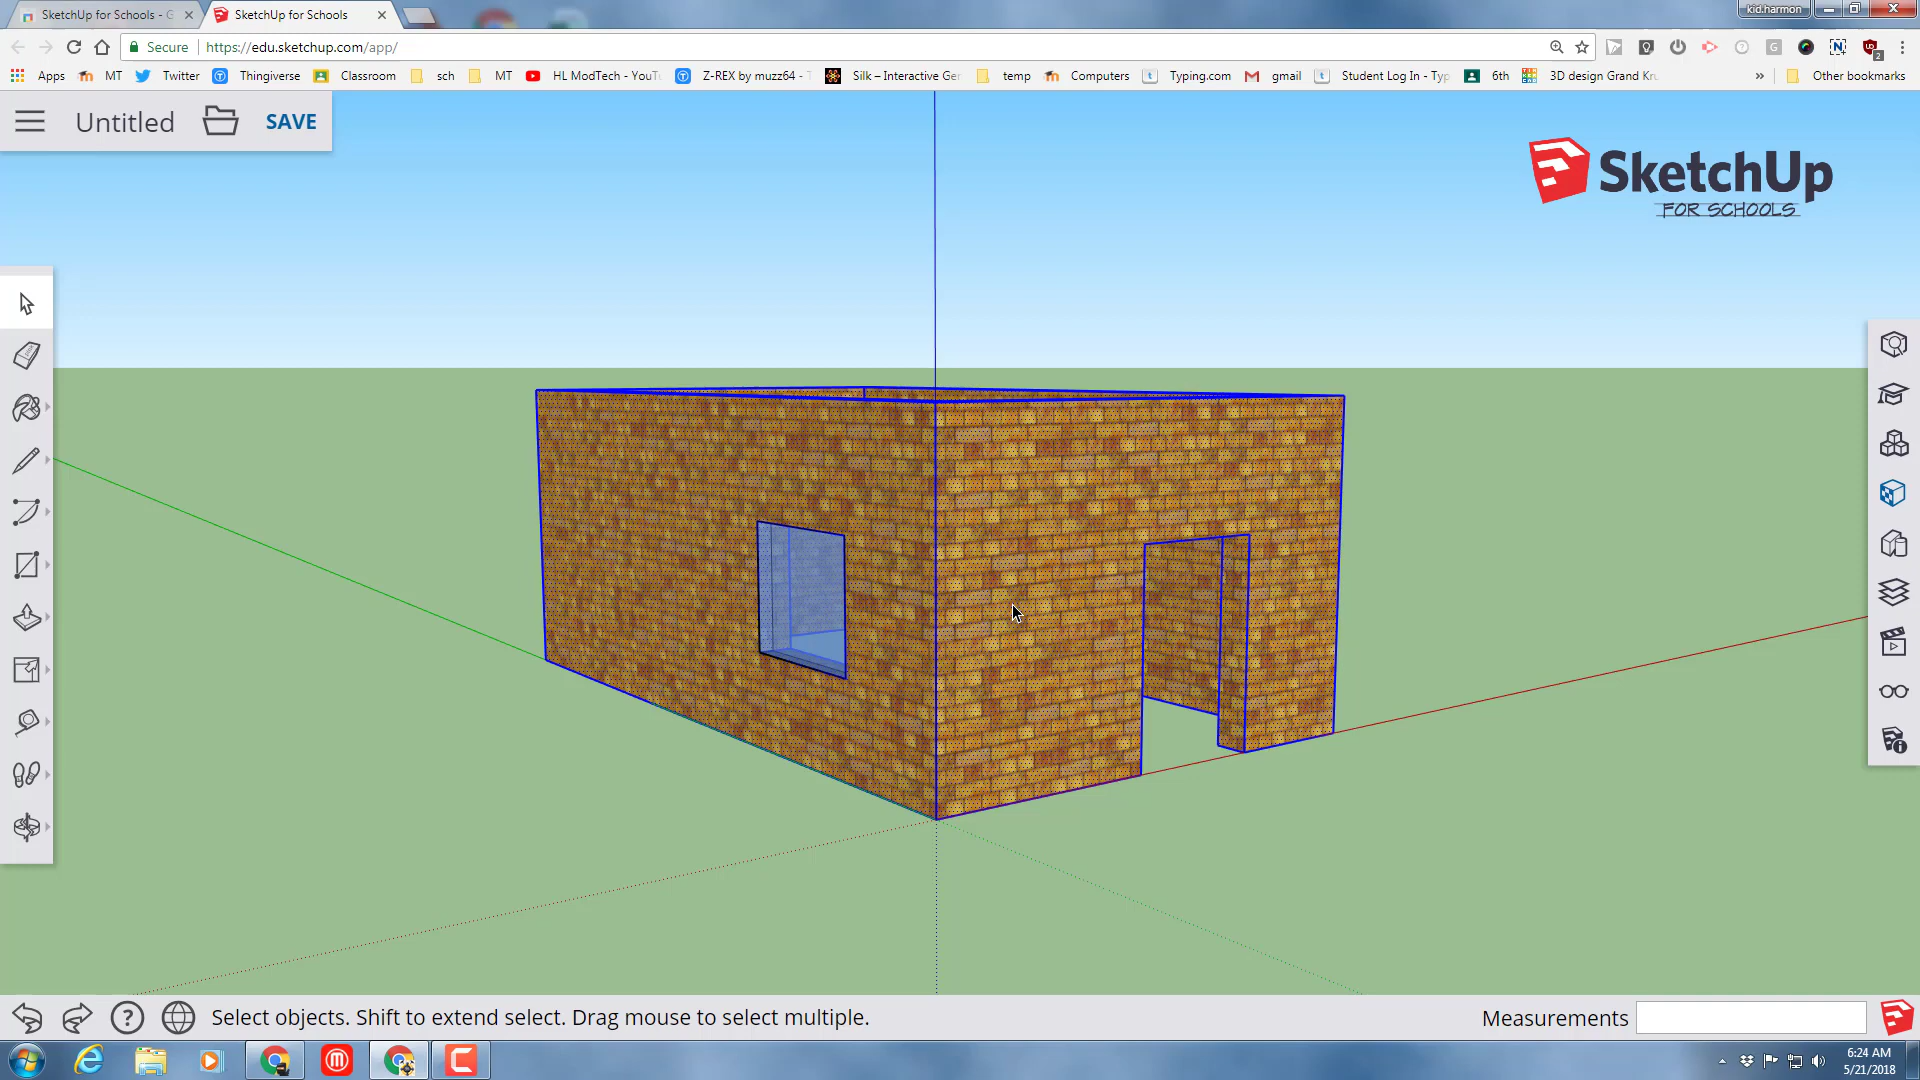 SketchUp for Schools - G
SketchUp for Schools
kid.harmon
Secure
https://edu.sketchup.com/app/
Apps
MT
Twitter
Thingiverse
Classroom
sch
MT
HL ModTech - YouT
Z-REX by muzz64 - T
Silk – Interactive Ger
temp
Computers
Typing.com
gmail
Student Log In - Typ
6th
3D design Grand Kr
»
Other bookmarks
Untitled
SAVE
SketchUp
FOR SCHOOLS
Select objects. Shift to extend select. Drag mouse to select multiple.
Measurements
6:24 AM
5/21/2018